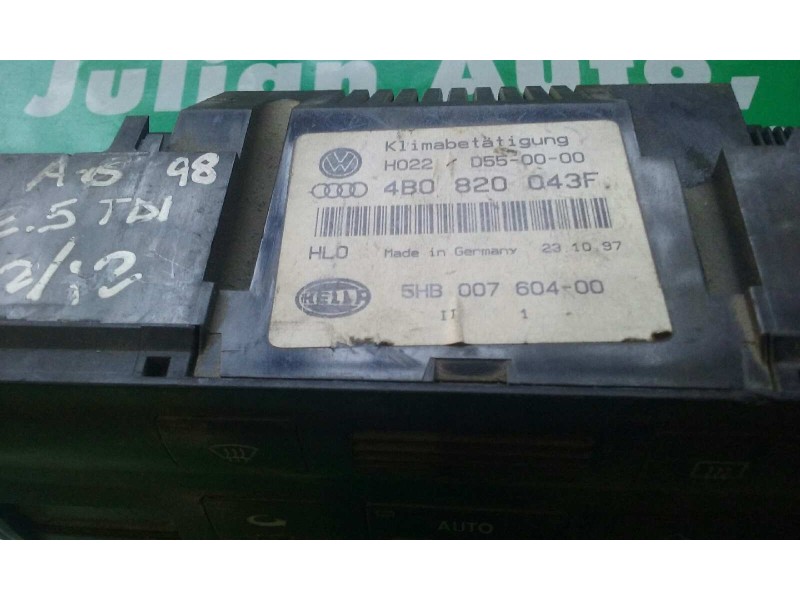 Julian Auto,
Klimabetätigung
H022 / D55-00-00
4B0 820 043F
HLO Made in Germany 23 10 97
HELLA
5HB 007 604-00
1
A-6 98
2.5 TDI
AUTO